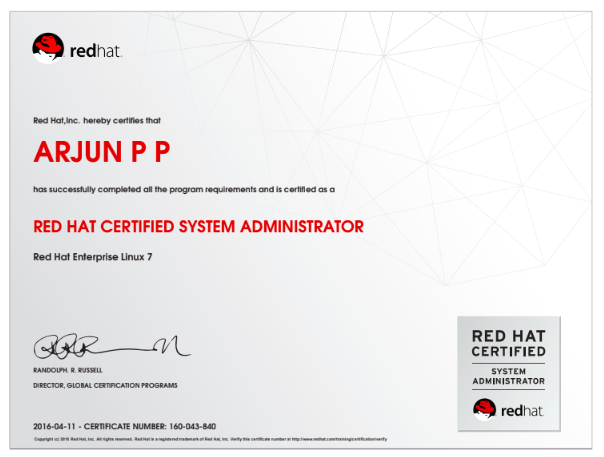 redhat.
Red Hat,Inc. hereby certifies that
ARJUN P P
has successfully completed all the program requirements and is certified as a
RED HAT CERTIFIED SYSTEM ADMINISTRATOR
Red Hat Enterprise Linux 7
RANDOLPH. R. RUSSELL
DIRECTOR, GLOBAL CERTIFICATION PROGRAMS
RED HAT
CERTIFIED
SYSTEM
ADMINISTRATOR
redhat.
2016-04-11 - CERTIFICATE NUMBER: 160-043-840
Copyright (c) 2010 Red Hat, Inc. All rights reserved. Red Hat is a registered trademark of Red Hat, Inc. Verify this certificate number at http://www.redhat.com/training/certification/verify